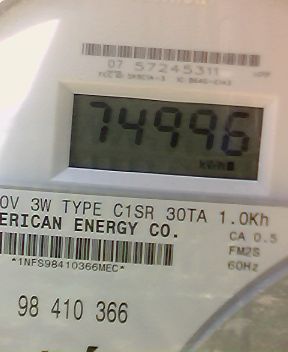 07 57245311
74996
kWh
0V 3W TYPE C1SR 30TA 1.0Kh
ERICAN ENERGY CO.
CA 0.5
FM2S
60Hz
*1NFS98410366MEC*
98 410 366